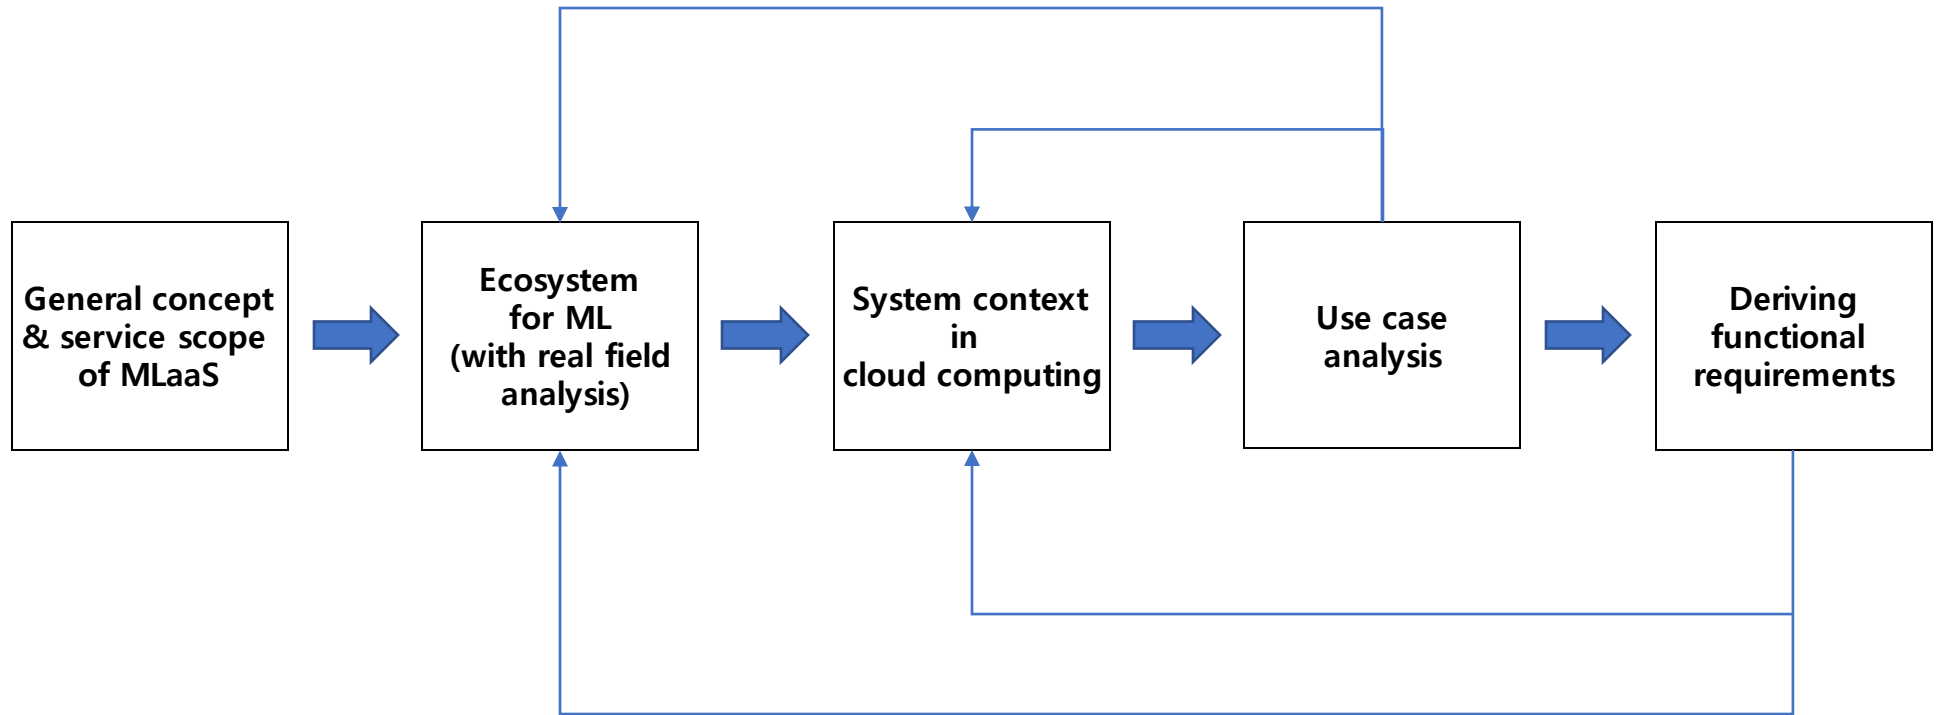 General concept
& service scope
of MLaaS
Ecosystem
for ML
(with real field
analysis)
System context
in
cloud computing
Use case
analysis
Deriving
functional
requirements